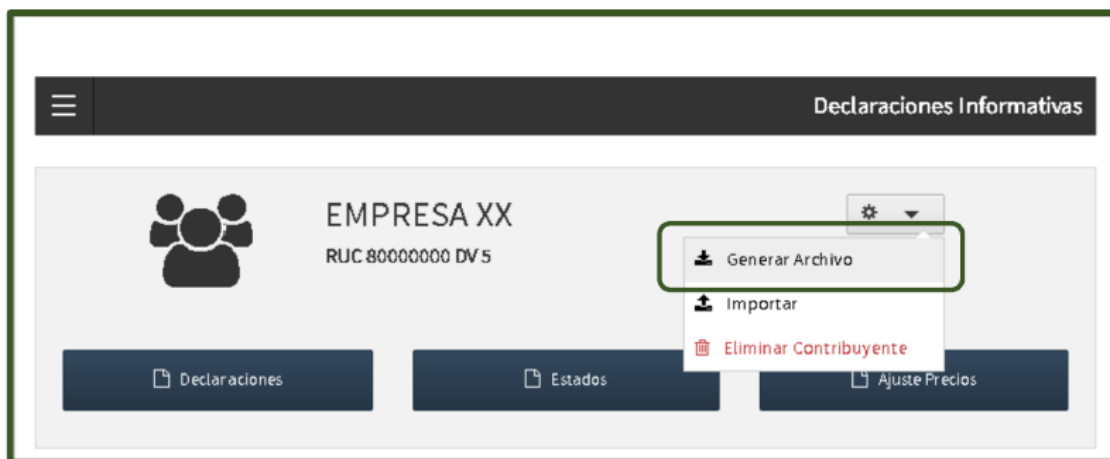 Declaraciones Informativas
EMPRESA XX
RUC 80000000 DV 5
Generar Archivo
Importar
Eliminar Contribuyente
Declaraciones
Estados
Ajuste Precios